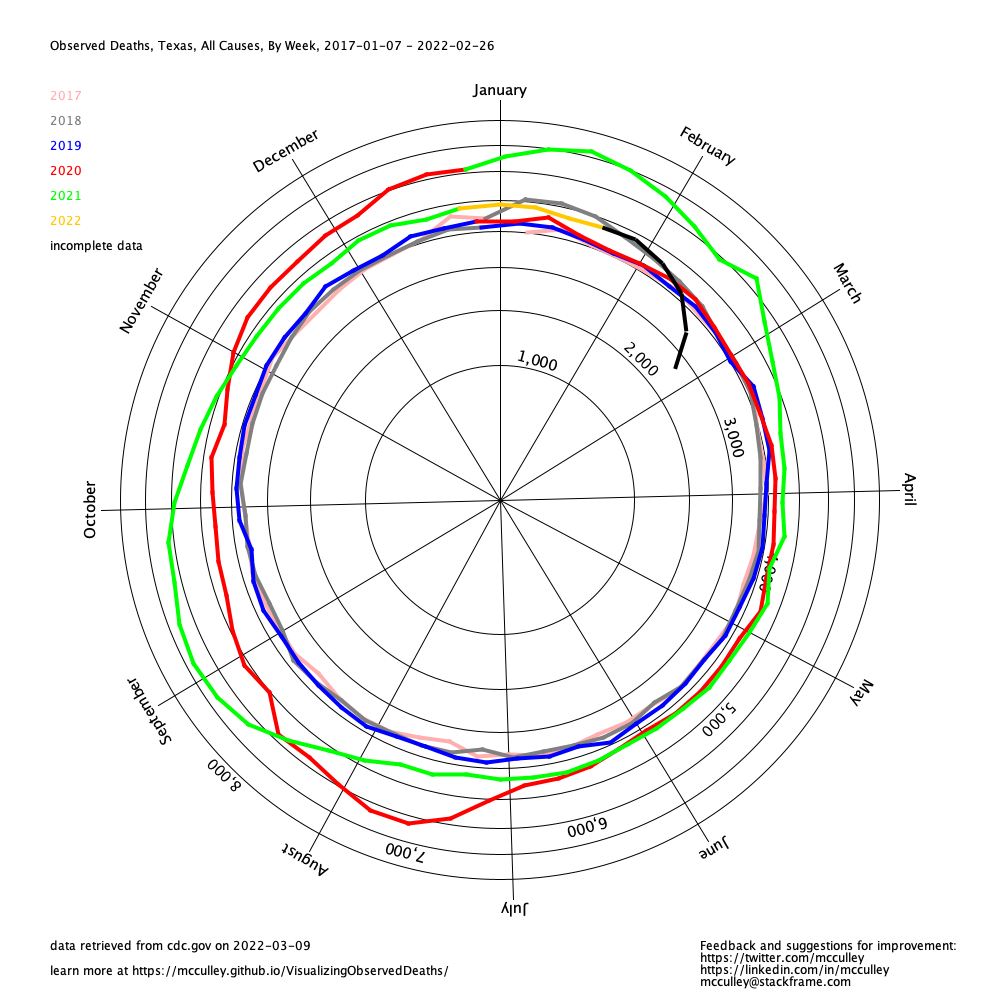 Observed Deaths, Texas, All Causes, By Week, 2017-01-07 - 2022-02-26
January
2017
2018
2019
2020
2021
2022
incomplete data
December
February
November
March
1,000
2,000
3,000
October
April
4,000
September
May
5,000
8,000
6,000
7,000
August
June
July
data retrieved from cdc.gov on 2022-03-09
learn more at https://mcculley.github.io/VisualizingObservedDeaths/
Feedback and suggestions for improvement:
https://twitter.com/mcculley
https://linkedin.com/in/mcculley
mcculley@stackframe.com